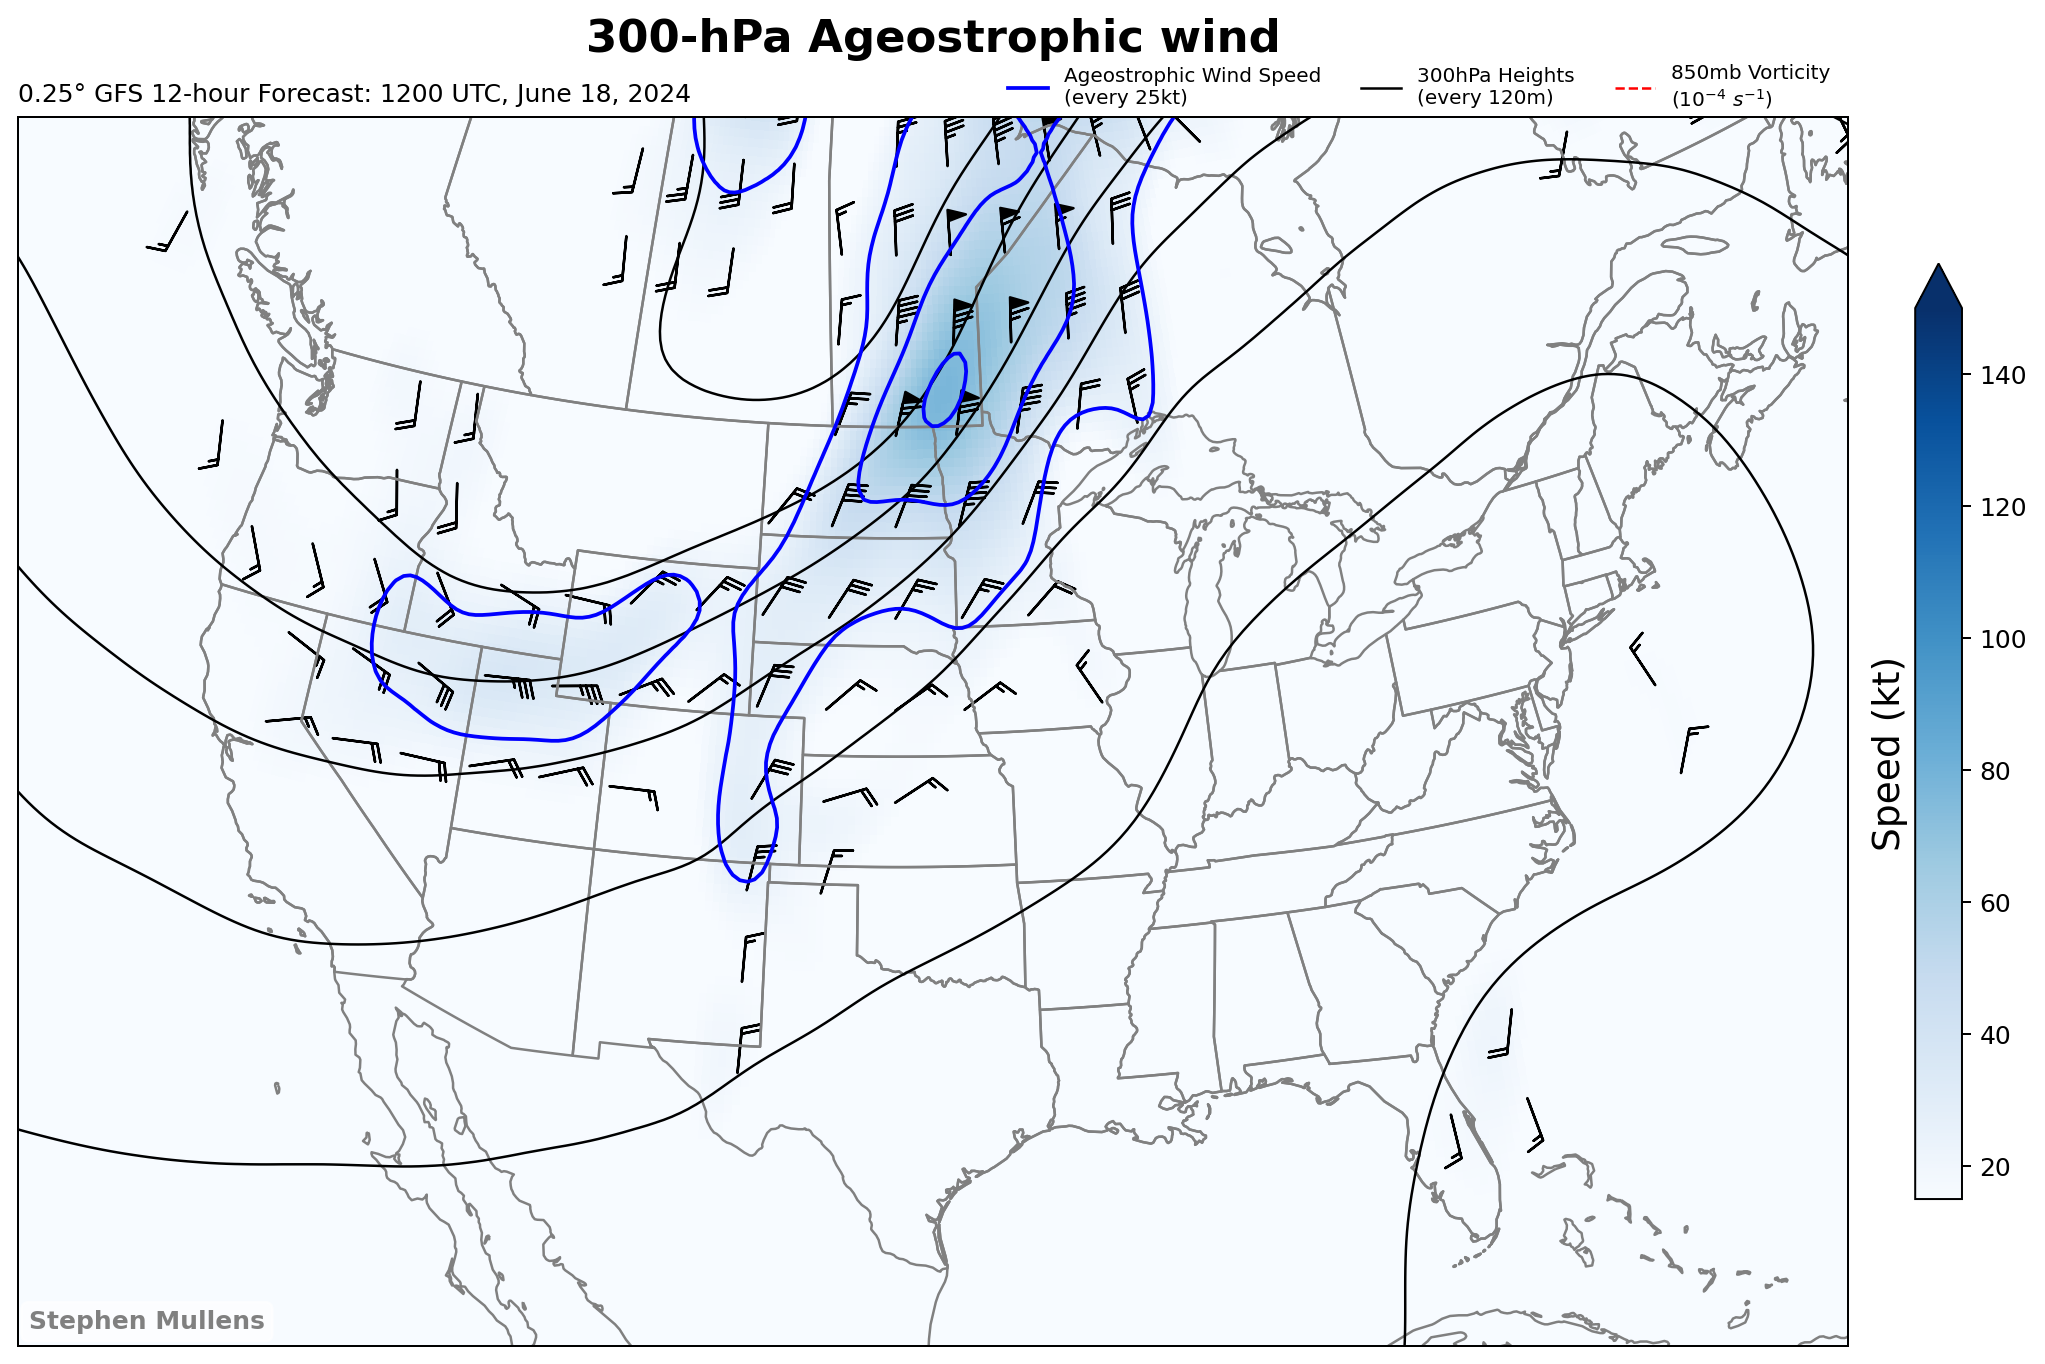 300-hPa Ageostrophic wind
0.25° GFS 12-hour Forecast: 1200 UTC, June 18, 2024
Ageostrophic Wind Speed
(every 25kt)
300hPa Heights
(every 120m)
850mb Vorticity
(10⁻⁴ s⁻¹)
140
120
100
80
60
40
20
Speed (kt)
Stephen Mullens